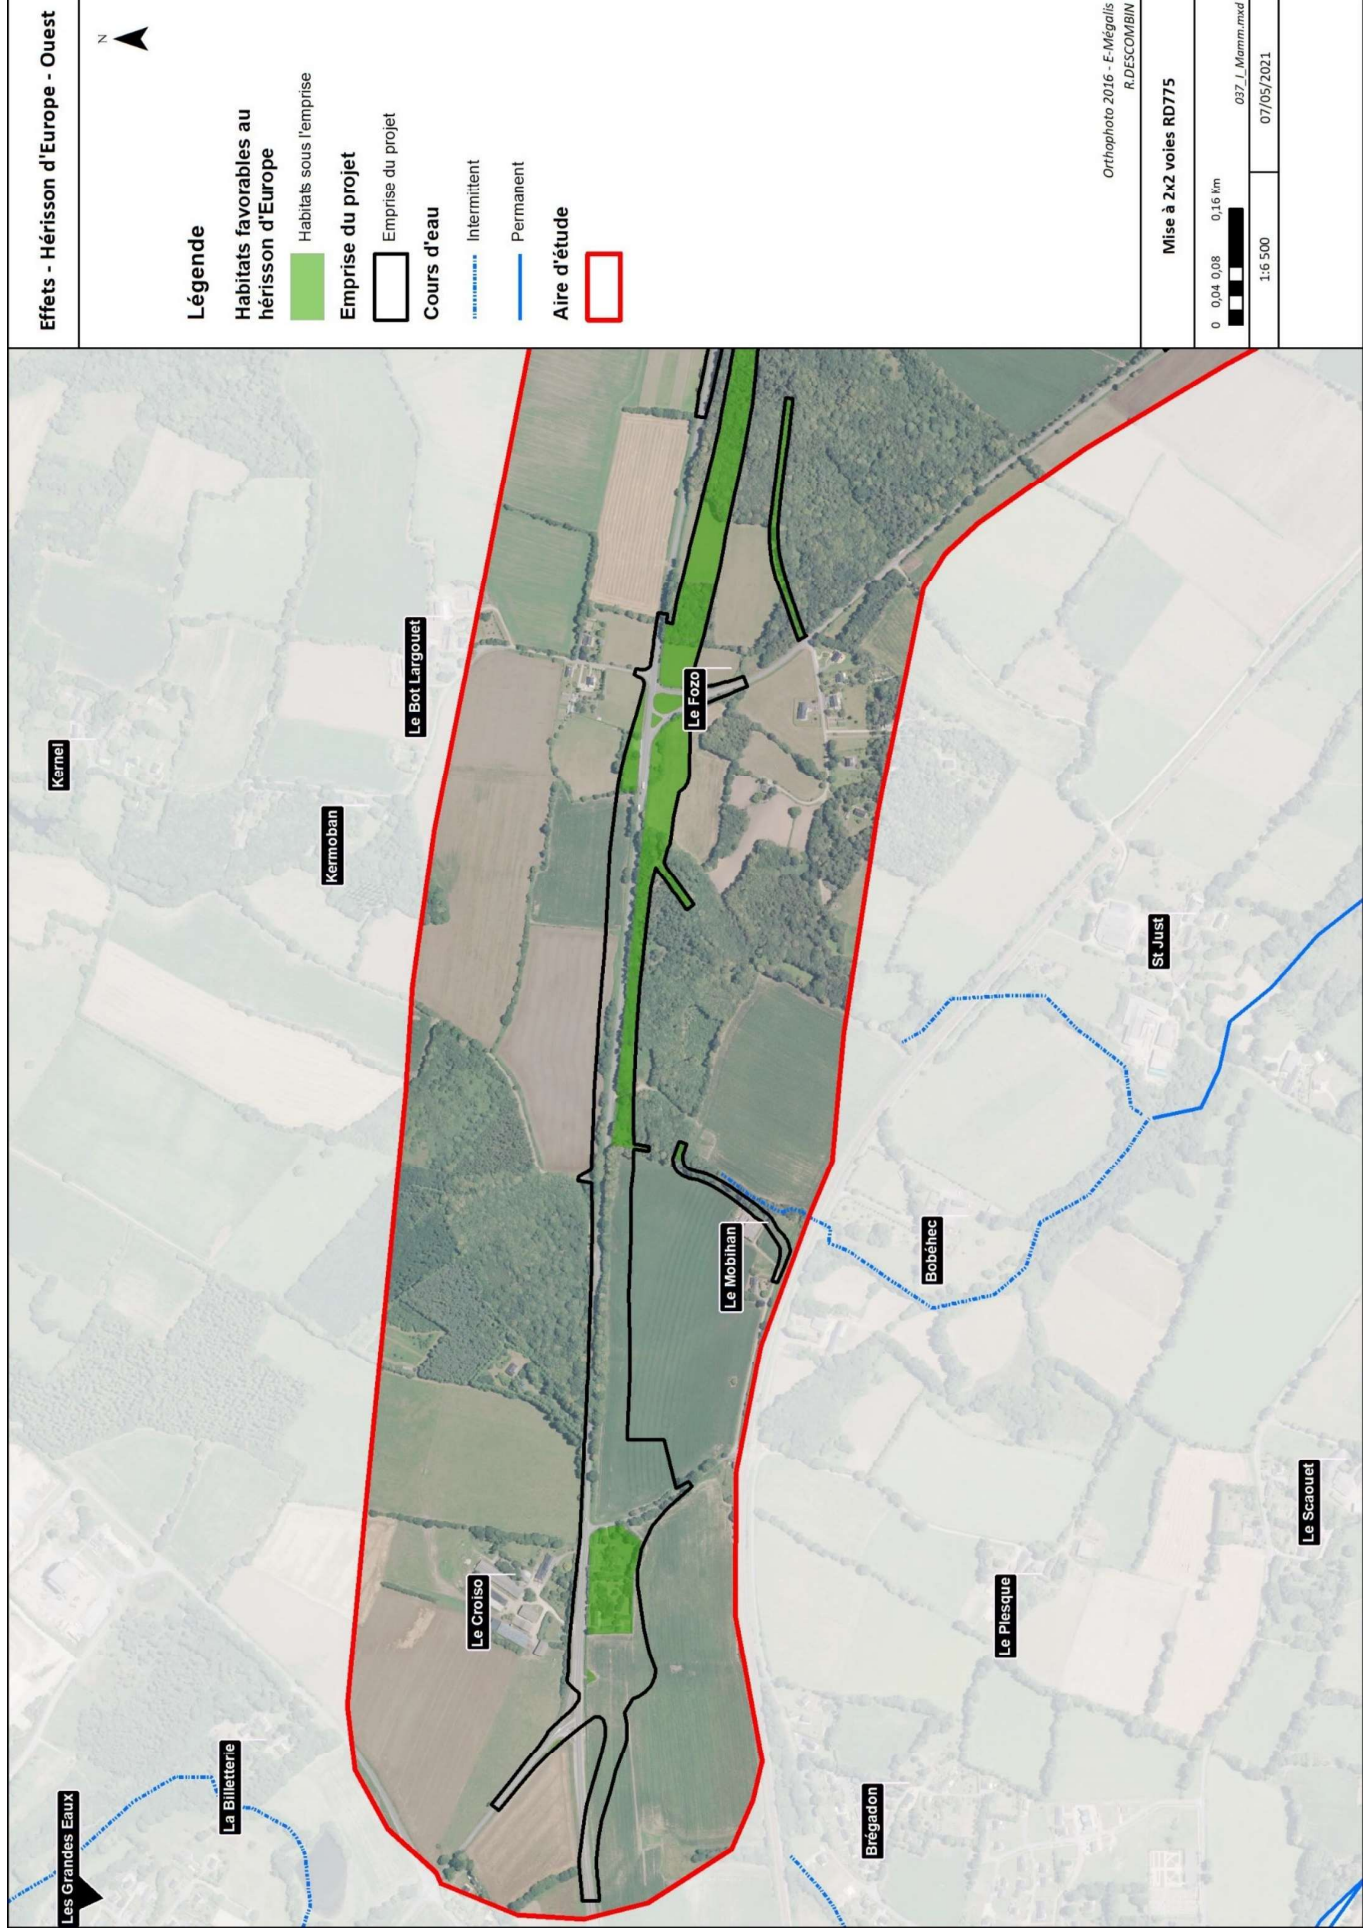 Effets - Hérisson d'Europe - Ouest
N
Légende
Habitats favorables au
hérisson d'Europe
Habitats sous l'emprise
Emprise du projet
Emprise du projet
Cours d'eau
Intermittent
Permanent
Aire d'étude
Orthophoto 2016 - E-Mégalis
R.DESCOMBIN
Mise à 2x2 voies RD775
0 0,04 0,08 0,16 Km
037_I_Mamm.mxd
1:6 500
07/05/2021
Les Grandes Eaux
Kernel
La Billetterie
Kermoban
Le Bot Largouet
Le Croiso
Le Fozo
Le Mobihan
Brégadon
Bobéhec
Le Plesque
St Just
Le Scaouet